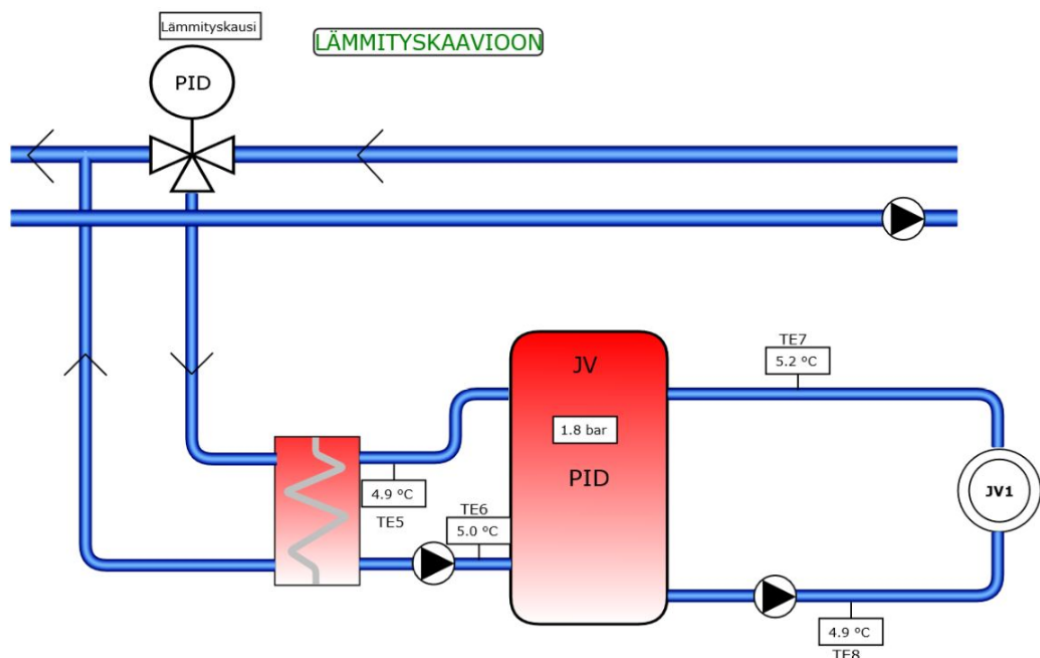 Lämmityskausi
LÄMMITYSKAAVIOON
PID
TE7
5.2 °C
JV
1.8 bar
PID
4.9 °C
TE5
TE6
5.0 °C
JV1
4.9 °C
TE8